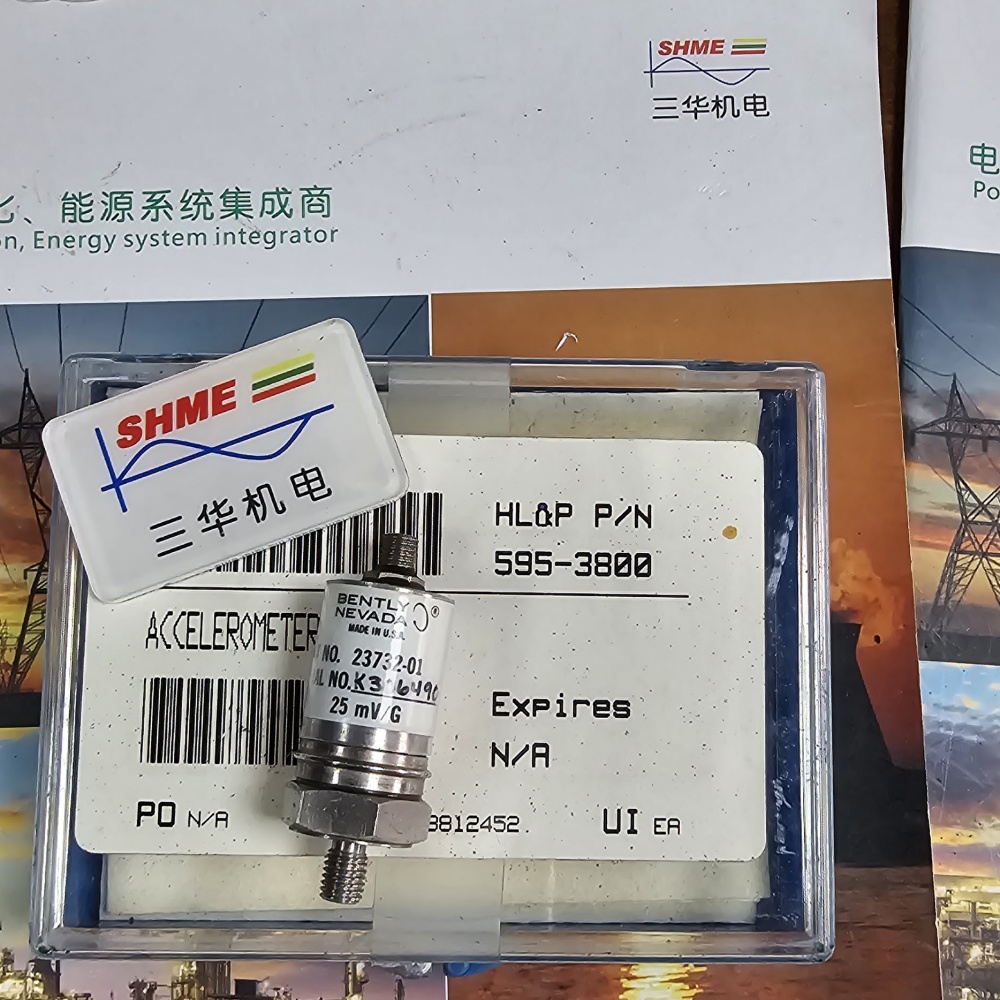 SHME
三华机电
、能源系统集成商
on, Energy system integrator
电
Po
SHME
三华机电
HL&P P/N
595-3800
ACCELEROMETER
BENTLY
NEVADA ®
MADE IN U.S.A.
NO. 23732-01
AL NO.
25 mV/G
Expires
N/A
PO N/A
3812452.
UI EA